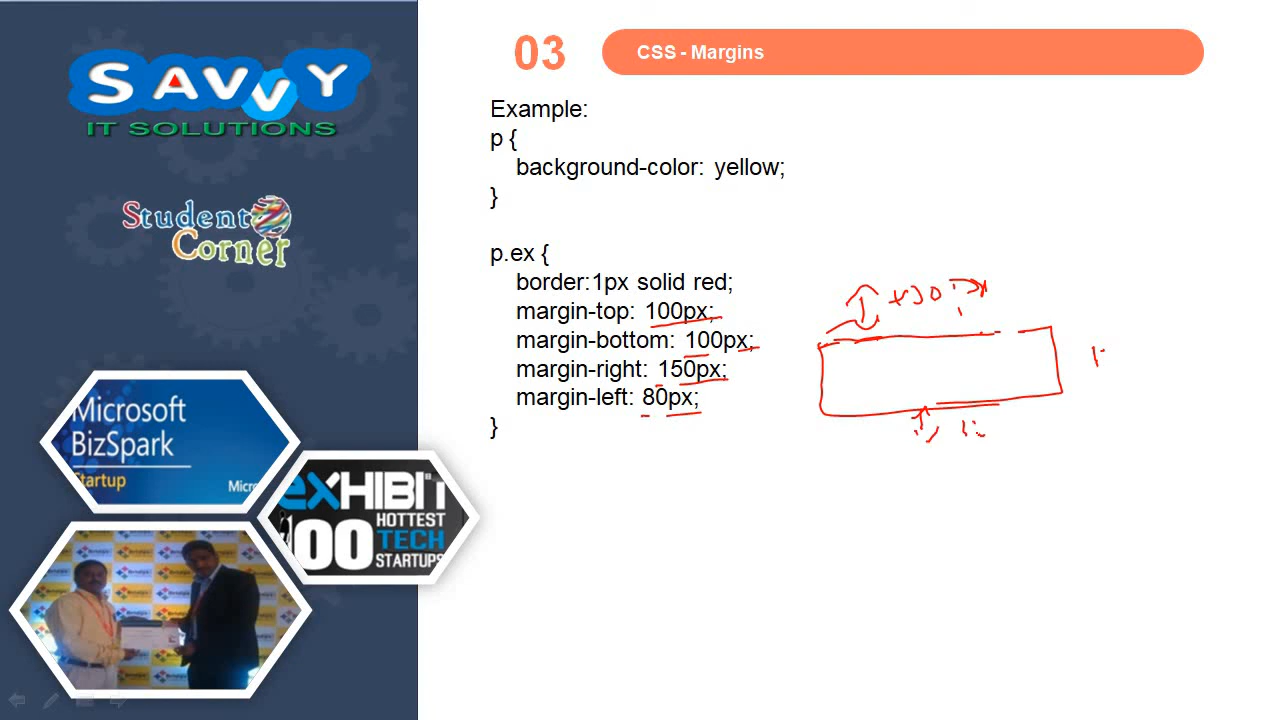 SAVVY
IT SOLUTIONS
Student
Corner
Microsoft
BizSpark
Startup
Micr
EXHIBIT
100
HOTTEST
TECH
STARTUPS
03
CSS - Margins
Example:
p {
background-color: yellow;
}
p.ex {
border:1px solid red;
margin-top: 100px;
margin-bottom: 100px;
margin-right: 150px;
margin-left: 80px;
}